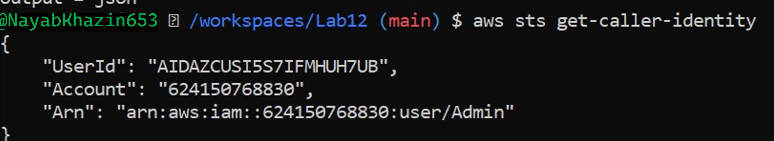 output = json
@NayabKhazin653 /workspaces/Lab12 (main) $ aws sts get-caller-identity
{
    "UserId": "AIDAZCUSI5S7IFMHUH7UB",
    "Account": "624150768830",
    "Arn": "arn:aws:iam::624150768830:user/Admin"
}